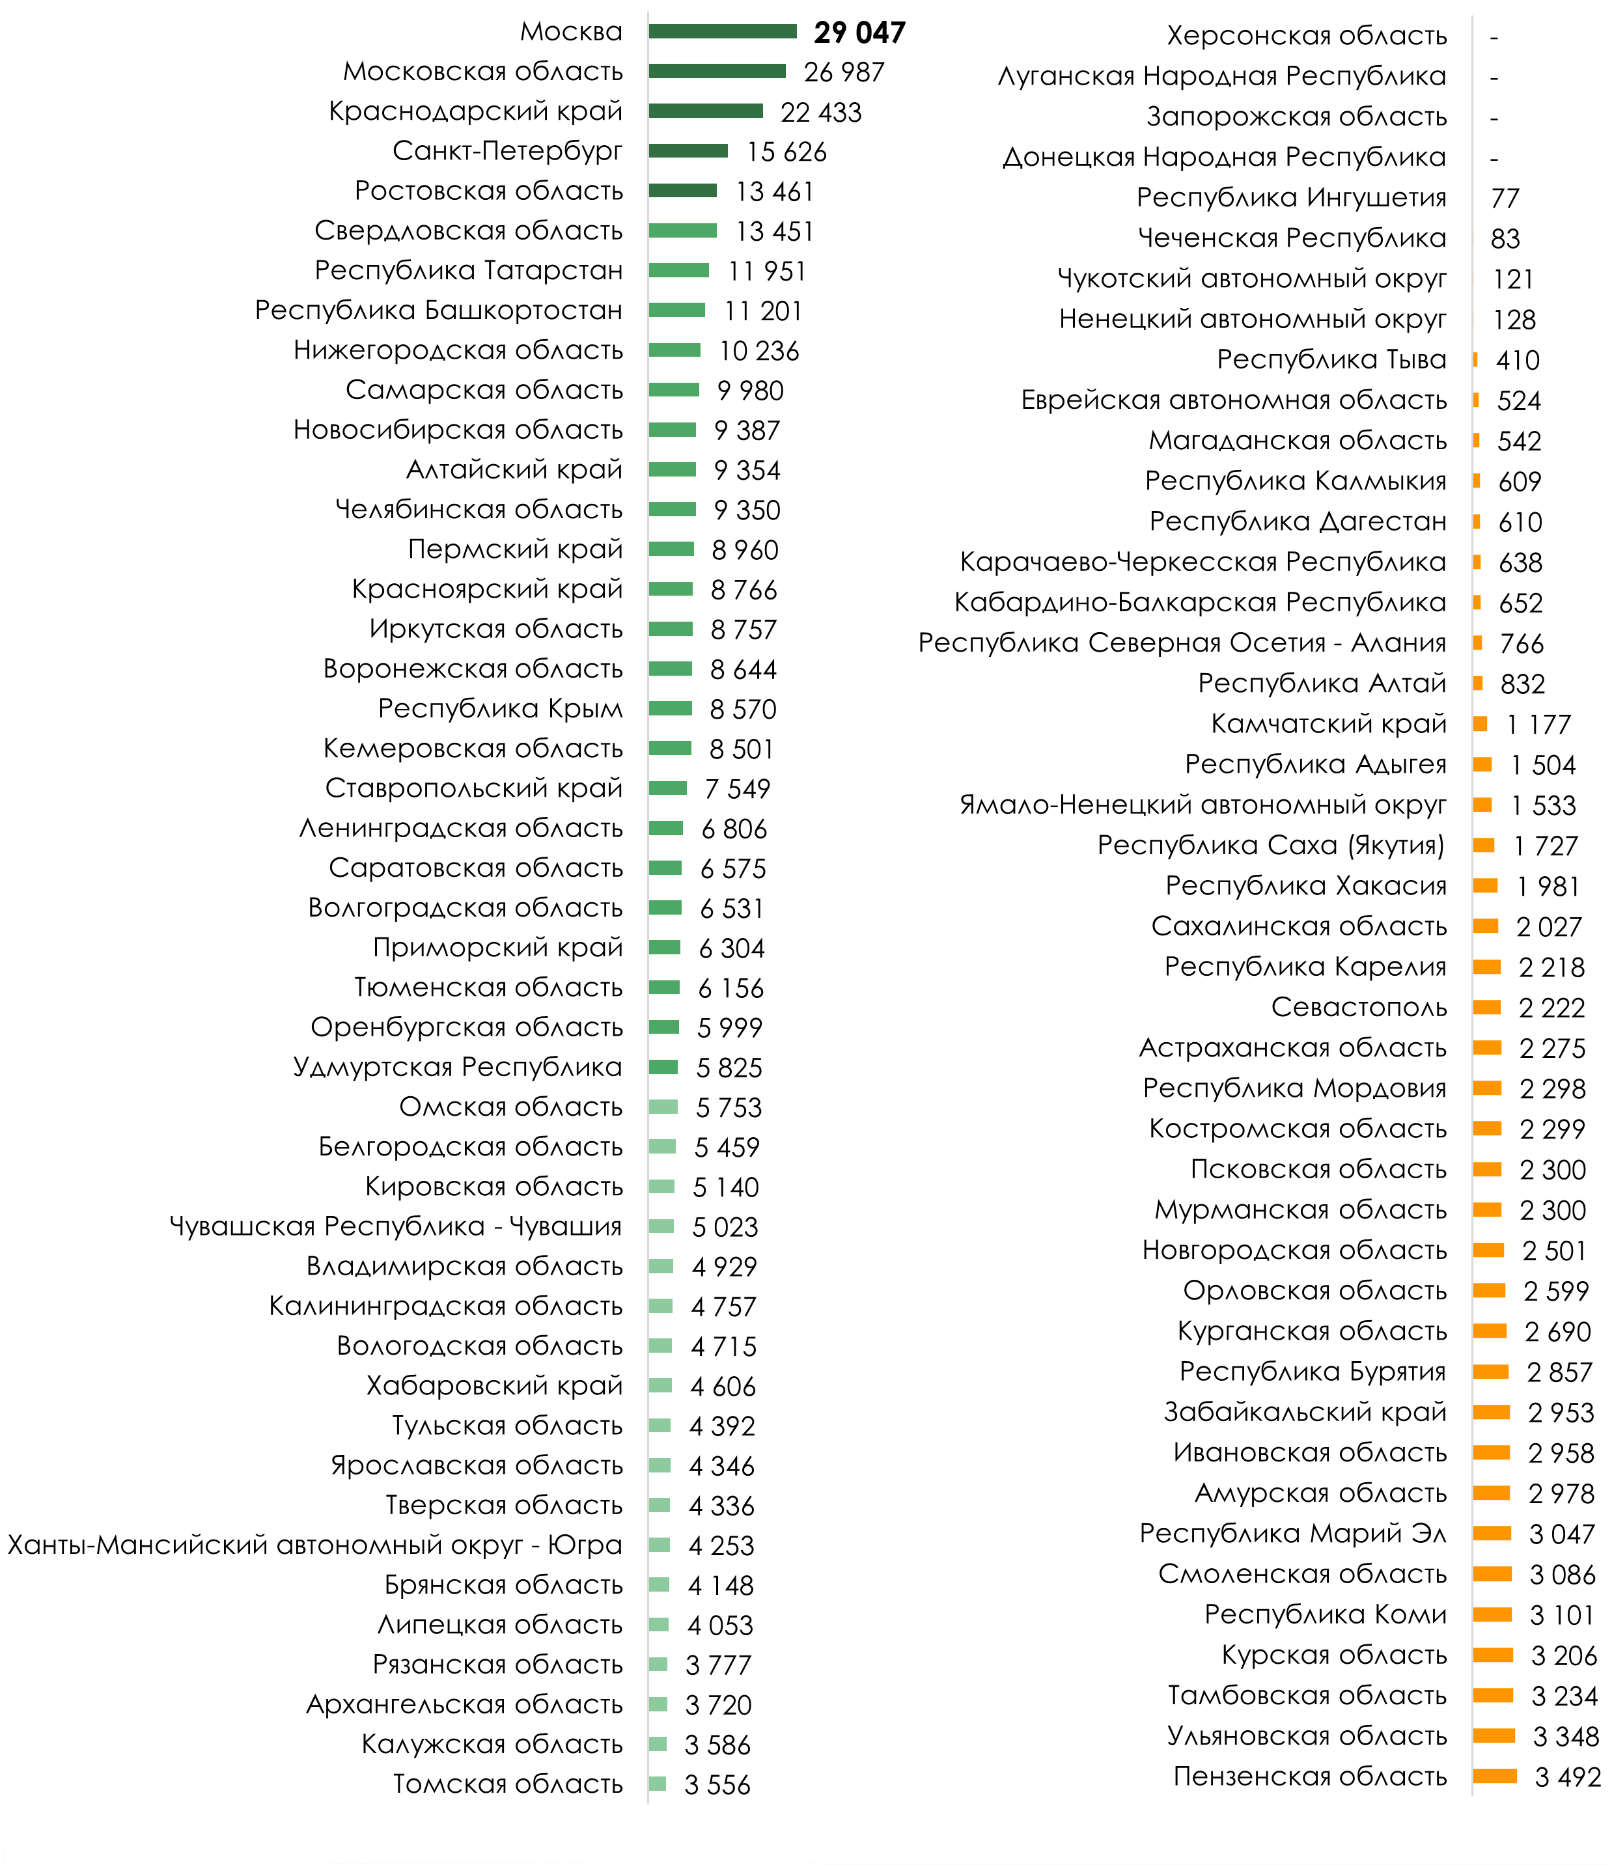 Москва 29 047
Московская область 26 987
Краснодарский край 22 433
Санкт-Петербург 15 626
Ростовская область 13 461
Свердловская область 13 451
Республика Татарстан 11 951
Республика Башкортостан 11 201
Нижегородская область 10 236
Самарская область 9 980
Новосибирская область 9 387
Алтайский край 9 354
Челябинская область 9 350
Пермский край 8 960
Красноярский край 8 766
Иркутская область 8 757
Воронежская область 8 644
Республика Крым 8 570
Кемеровская область 8 501
Ставропольский край 7 549
Ленинградская область 6 806
Саратовская область 6 575
Волгоградская область 6 531
Приморский край 6 304
Тюменская область 6 156
Оренбургская область 5 999
Удмуртская Республика 5 825
Омская область 5 753
Белгородская область 5 459
Кировская область 5 140
Чувашская Республика - Чувашия 5 023
Владимирская область 4 929
Калининградская область 4 757
Вологодская область 4 715
Хабаровский край 4 606
Тульская область 4 392
Ярославская область 4 346
Тверская область 4 336
Ханты-Мансийский автономный округ - Югра 4 253
Брянская область 4 148
Липецкая область 4 053
Рязанская область 3 777
Архангельская область 3 720
Калужская область 3 586
Томская область 3 556
Херсонская область -
Луганская Народная Республика -
Запорожская область -
Донецкая Народная Республика -
Республика Ингушетия 77
Чеченская Республика 83
Чукотский автономный округ 121
Ненецкий автономный округ 128
Республика Тыва 410
Еврейская автономная область 524
Магаданская область 542
Республика Калмыкия 609
Республика Дагестан 610
Карачаево-Черкесская Республика 638
Кабардино-Балкарская Республика 652
Республика Северная Осетия - Алания 766
Республика Алтай 832
Камчатский край 1 177
Республика Адыгея 1 504
Ямало-Ненецкий автономный округ 1 533
Республика Саха (Якутия) 1 727
Республика Хакасия 1 981
Сахалинская область 2 027
Республика Карелия 2 218
Севастополь 2 222
Астраханская область 2 275
Республика Мордовия 2 298
Костромская область 2 299
Псковская область 2 300
Мурманская область 2 300
Новгородская область 2 501
Орловская область 2 599
Курганская область 2 690
Республика Бурятия 2 857
Забайкальский край 2 953
Ивановская область 2 958
Амурская область 2 978
Республика Марий Эл 3 047
Смоленская область 3 086
Республика Коми 3 101
Курская область 3 206
Тамбовская область 3 234
Ульяновская область 3 348
Пензенская область 3 492